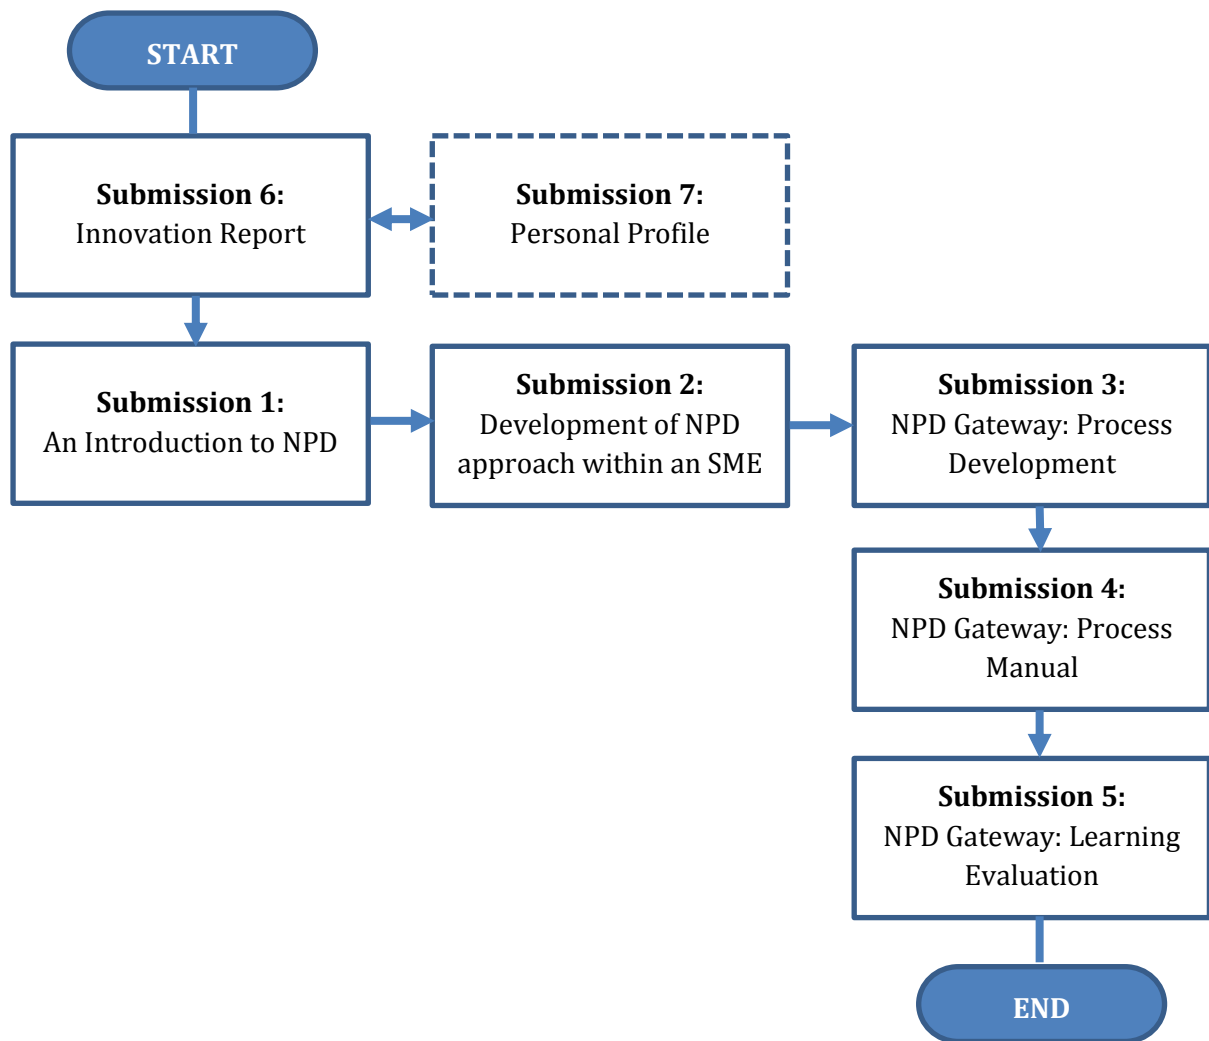 START
Submission 6:
Innovation Report
Submission 7:
Personal Profile
Submission 1:
An Introduction to NPD
Submission 2:
Development of NPD
approach within an SME
Submission 3:
NPD Gateway: Process
Development
Submission 4:
NPD Gateway: Process
Manual
Submission 5:
NPD Gateway: Learning
Evaluation
END